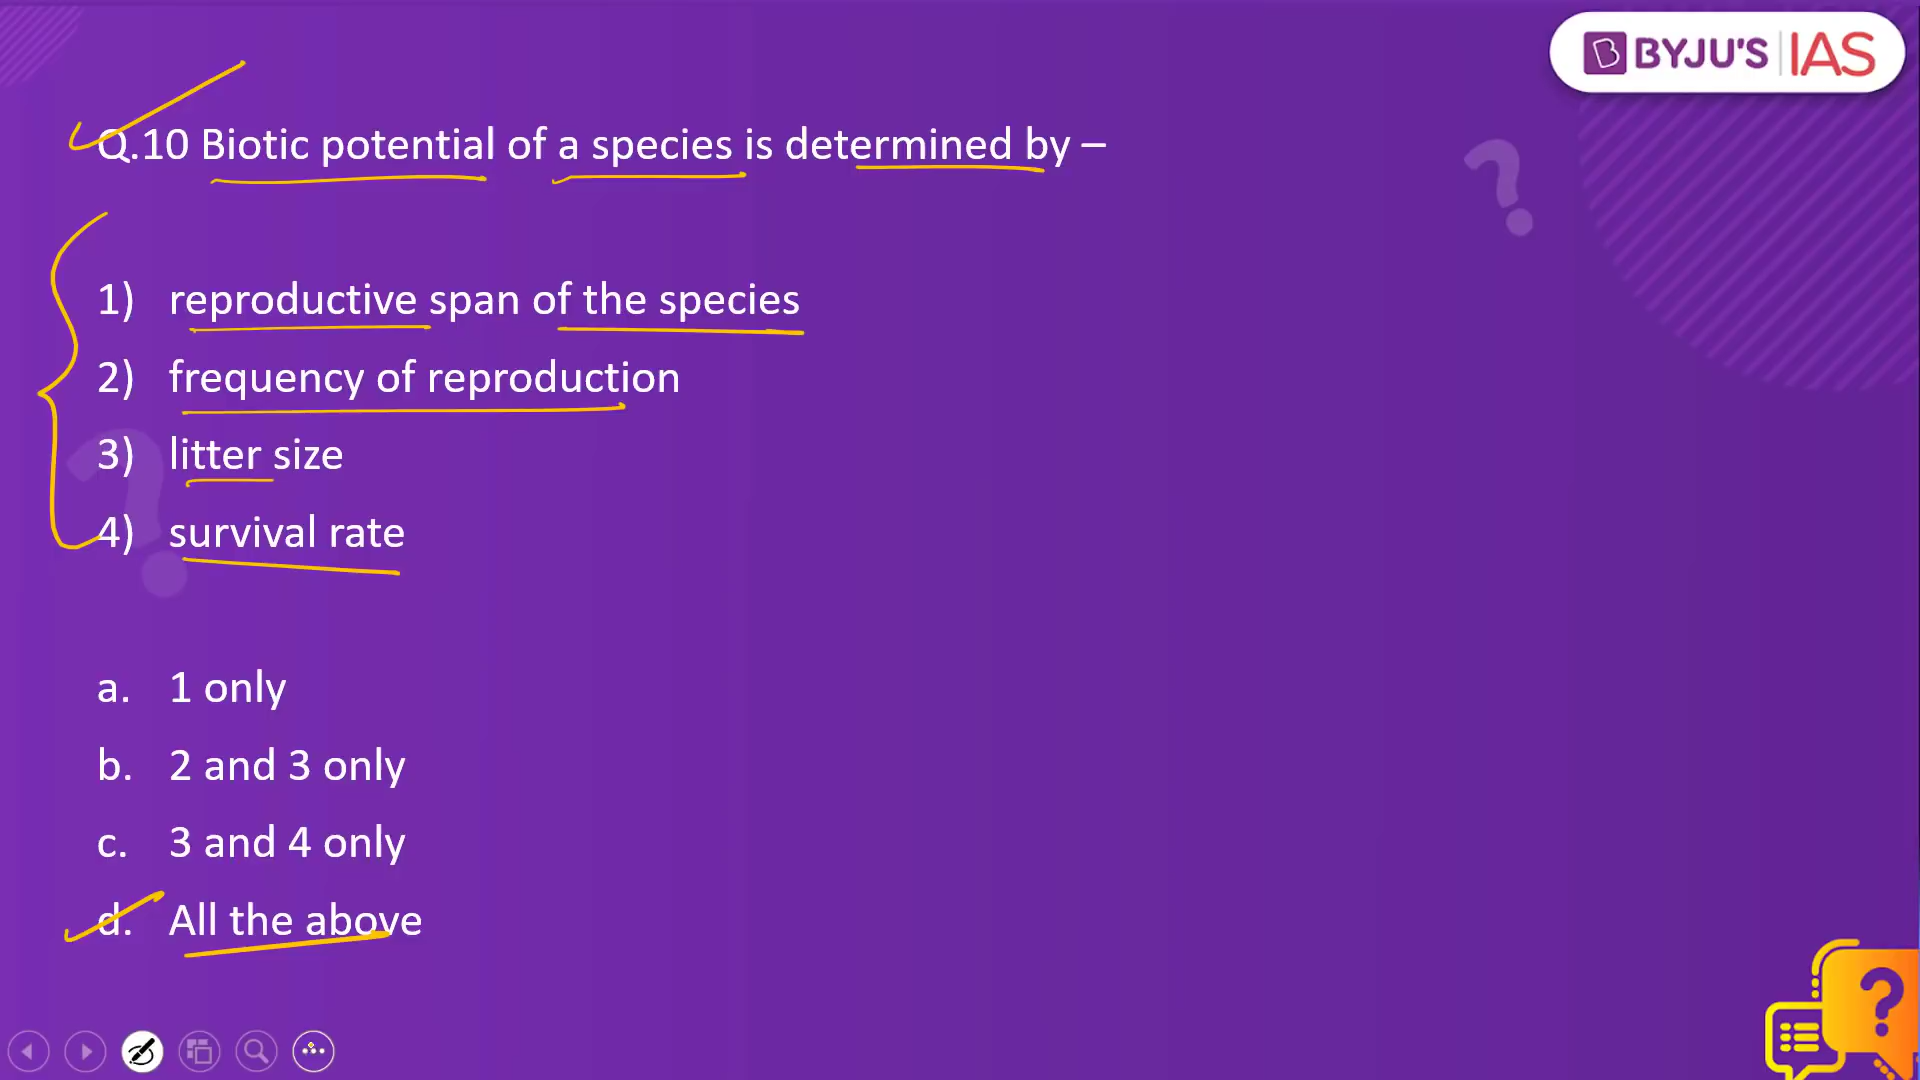 BYJU'S IAS
Q.10 Biotic potential of a species is determined by –
1) reproductive span of the species
2) frequency of reproduction
3) litter size
4) survival rate
a. 1 only
b. 2 and 3 only
c. 3 and 4 only
d. All the above